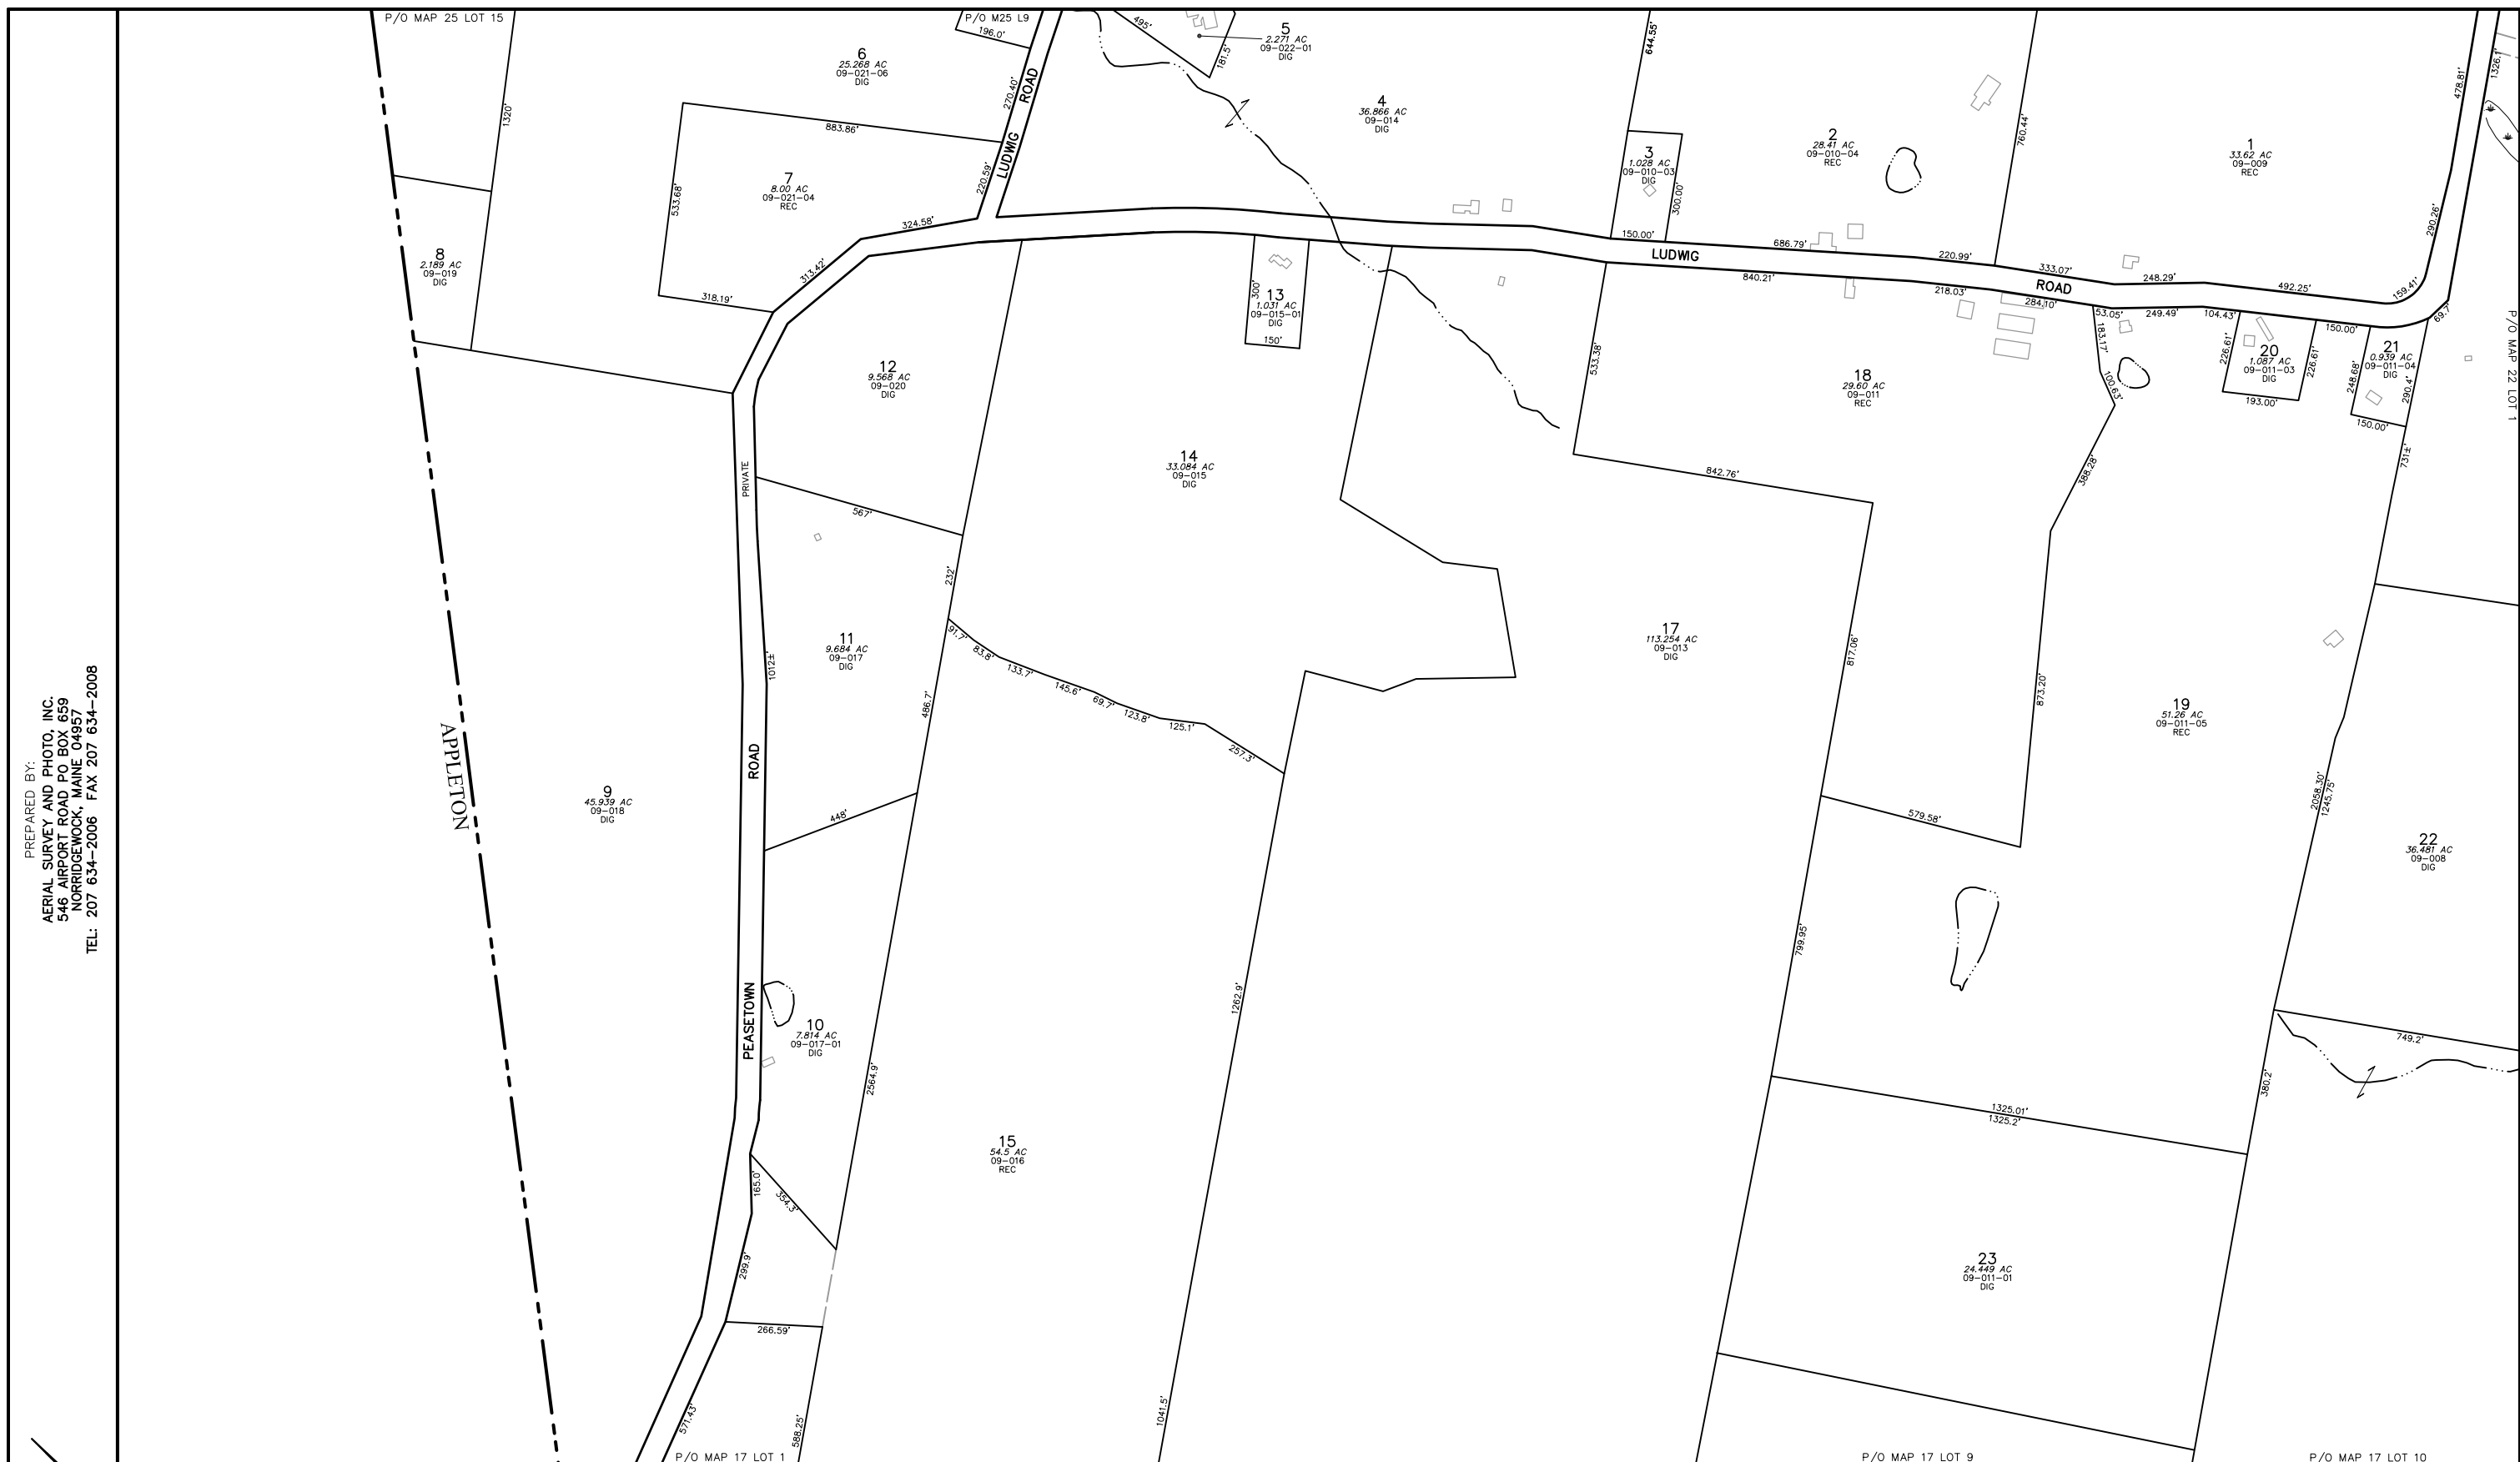 P/O MAP 25 LOT 15
P/O M25 L9
196.0'
6
25.268 AC
09-021-06
DIG
1320'
883.86'
270.40'
LUDWIG ROAD
220.59'
495'
181.5'
5
2.271 AC
09-022-01
DIG
4
36.866 AC
09-014
DIG
644.55'
3
1.028 AC
09-010-03
DIG
300.00'
150.00'
2
28.41 AC
09-010-04
REC
760.44'
1
33.62 AC
09-009
REC
478.81'
1326.1'
290.26'
7
8.00 AC
09-021-04
REC
533.68'
318.19'
324.58'
313.42'
8
2.189 AC
09-019
DIG
686.79'
220.99'
333.07'
248.29'
492.25'
159.41'
69.7'
LUDWIG
ROAD
840.21'
218.03'
284.10'
53.05'
249.49'
104.43'
150.00'
183.17'
100.63'
388.28'
226.61'
20
1.087 AC
09-011-03
DIG
226.61'
193.00'
21
0.939 AC
09-011-04
DIG
248.68'
290.4'
150.00'
731±'
P/O MAP 22 LOT 1
12
9.568 AC
09-020
DIG
300'
13
1.031 AC
09-015-01
DIG
150'
14
33.084 AC
09-015
DIG
533.38'
18
29.60 AC
09-011
REC
842.76'
PRIVATE
567'
232'
11
9.684 AC
09-017
DIG
1012±'
486.7'
91.7'
83.8'
133.7'
145.6'
69.7'
123.8'
125.1'
257.3'
17
113.254 AC
09-013
DIG
817.06'
873.20'
19
51.26 AC
09-011-05
REC
2058.30'
1245.75'
579.58'
22
36.481 AC
09-008
DIG
APPLETON
9
45.939 AC
09-018
DIG
ROAD
448'
PEASETOWN
10
7.814 AC
09-017-01
DIG
2564.9'
1262.9'
799.95'
749.2'
380.2'
1325.01'
1325.2'
15
54.5 AC
09-016
REC
165.0'
354.3'
299.9'
266.59'
23
24.449 AC
09-011-01
DIG
571.43'
588.25'
1041.5'
P/O MAP 17 LOT 1
P/O MAP 17 LOT 9
P/O MAP 17 LOT 10
PREPARED BY:
AERIAL SURVEY AND PHOTO, INC.
546 AIRPORT ROAD PO BOX 659
NORRIDGEWOCK, MAINE 04957
TEL: 207 634-2006 FAX 207 634-2008